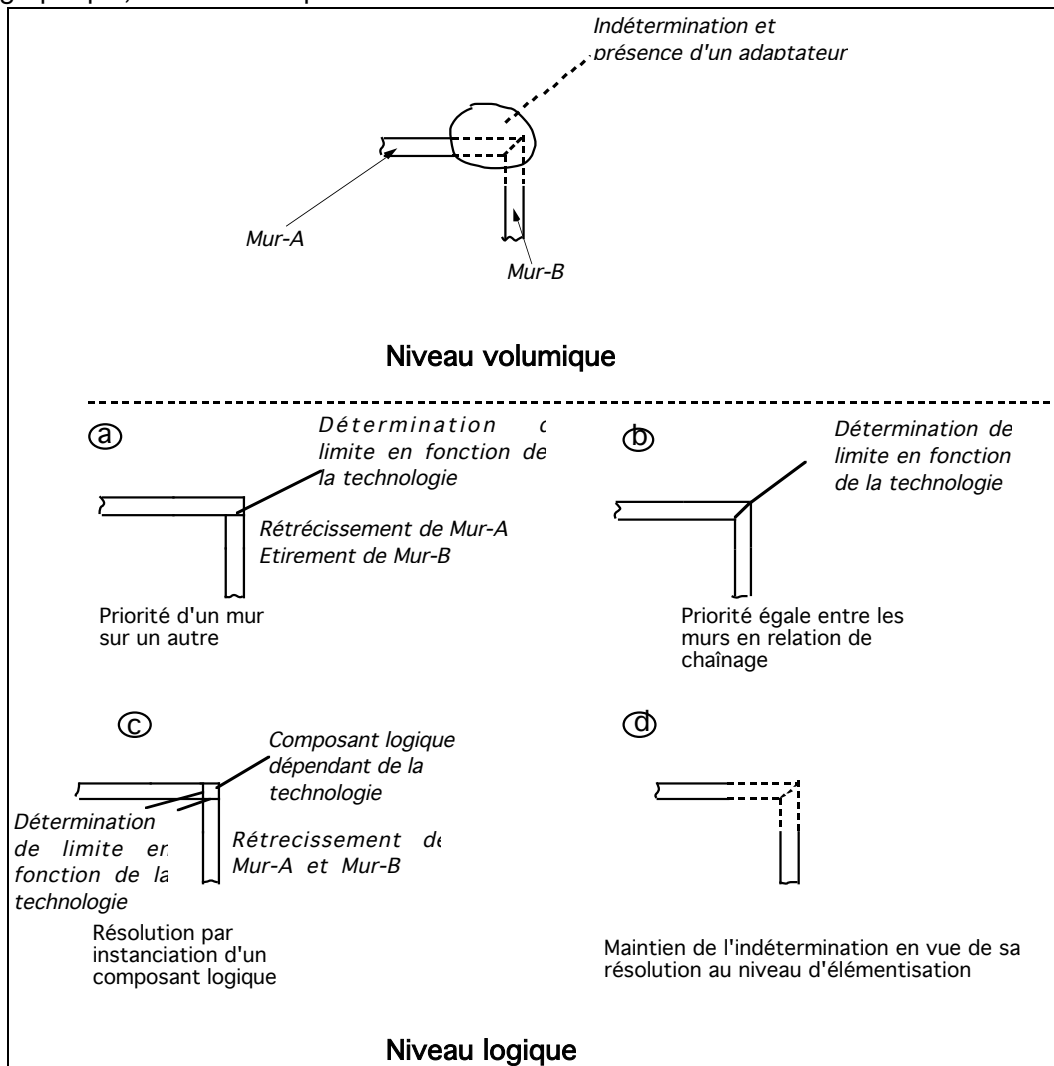 Indétermination et
présence d'un adaptateur
Mur-A
Mur-B
Niveau volumique
a
Détermination
limite en fonction de
la technologie
Rétrécissement de Mur-A
Etirement de Mur-B
Priorité d'un mur
sur un autre
b
Détermination de
limite en fonction
de la technologie
Priorité égale entre les
murs en relation de
chaînage
c
Composant logique
dépendant de la
technologie
Détermination
de limite en
fonction de la
technologie
Rétrecissement de
Mur-A et Mur-B
Résolution par
instanciation d'un
composant logique
d
Maintien de l'indétermination en vue de sa
résolution au niveau d'élémentisation
Niveau logique